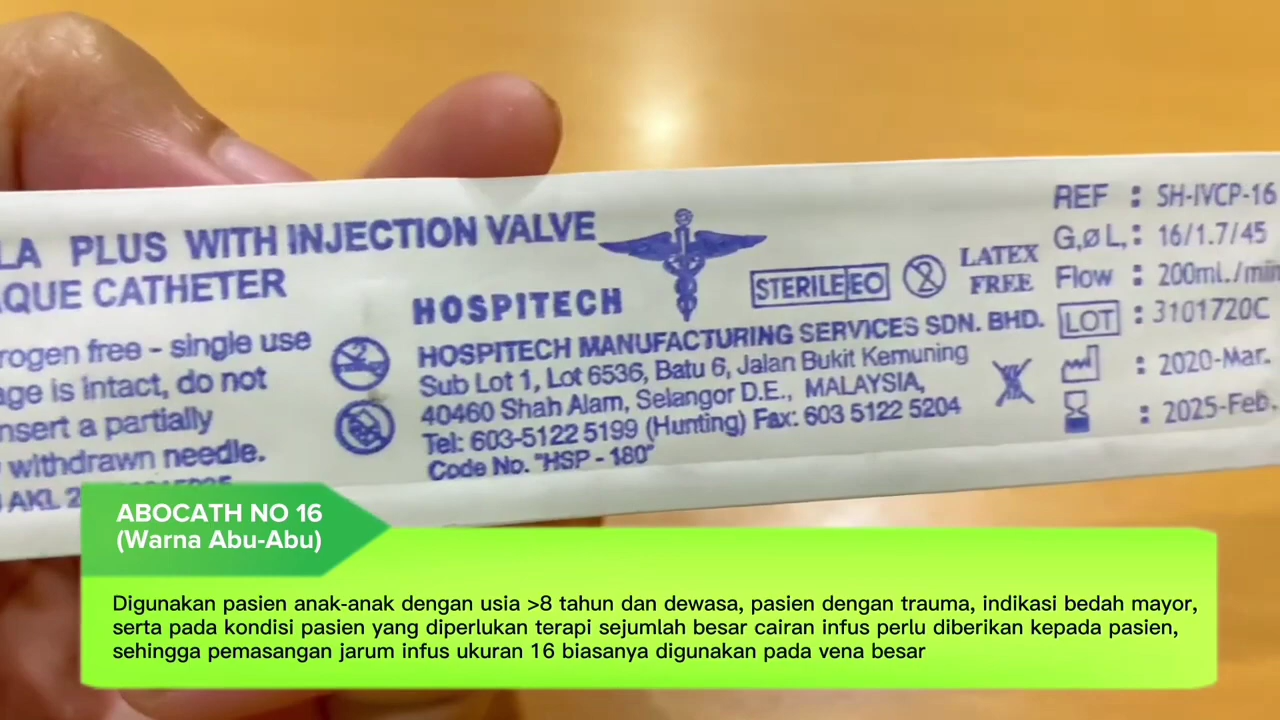 LA PLUS WITH INJECTION VALVE
QUE CATHETER
rogen free - single use
age is intact, do not
nsert a partially
withdrawn needle.
AKL 2
HOSPITECH
HOSPITECH MANUFACTURING SERVICES SDN. BHD.
Sub Lot 1, Lot 6536, Batu 6, Jalan Bukit Kemuning
40460 Shah Alam, Selangor D.E., MALAYSIA,
Tel: 603-5122 5199 (Hunting) Fax: 603 5122 5204
Code No. "HSP - 180"
STERILE EO
2
LATEX
FREE
REF : SH-IVCP-16
G,ø L,: 16/1.7/45
Flow : 200mL./min
LOT : 3101720C
: 2020-Mar.
: 2025-Feb.
ABOCATH NO 16
(Warna Abu-Abu)
Digunakan pasien anak-anak dengan usia >8 tahun dan dewasa, pasien dengan trauma, indikasi bedah mayor,
serta pada kondisi pasien yang diperlukan terapi sejumlah besar cairan infus perlu diberikan kepada pasien,
sehingga pemasangan jarum infus ukuran 16 biasanya digunakan pada vena besar